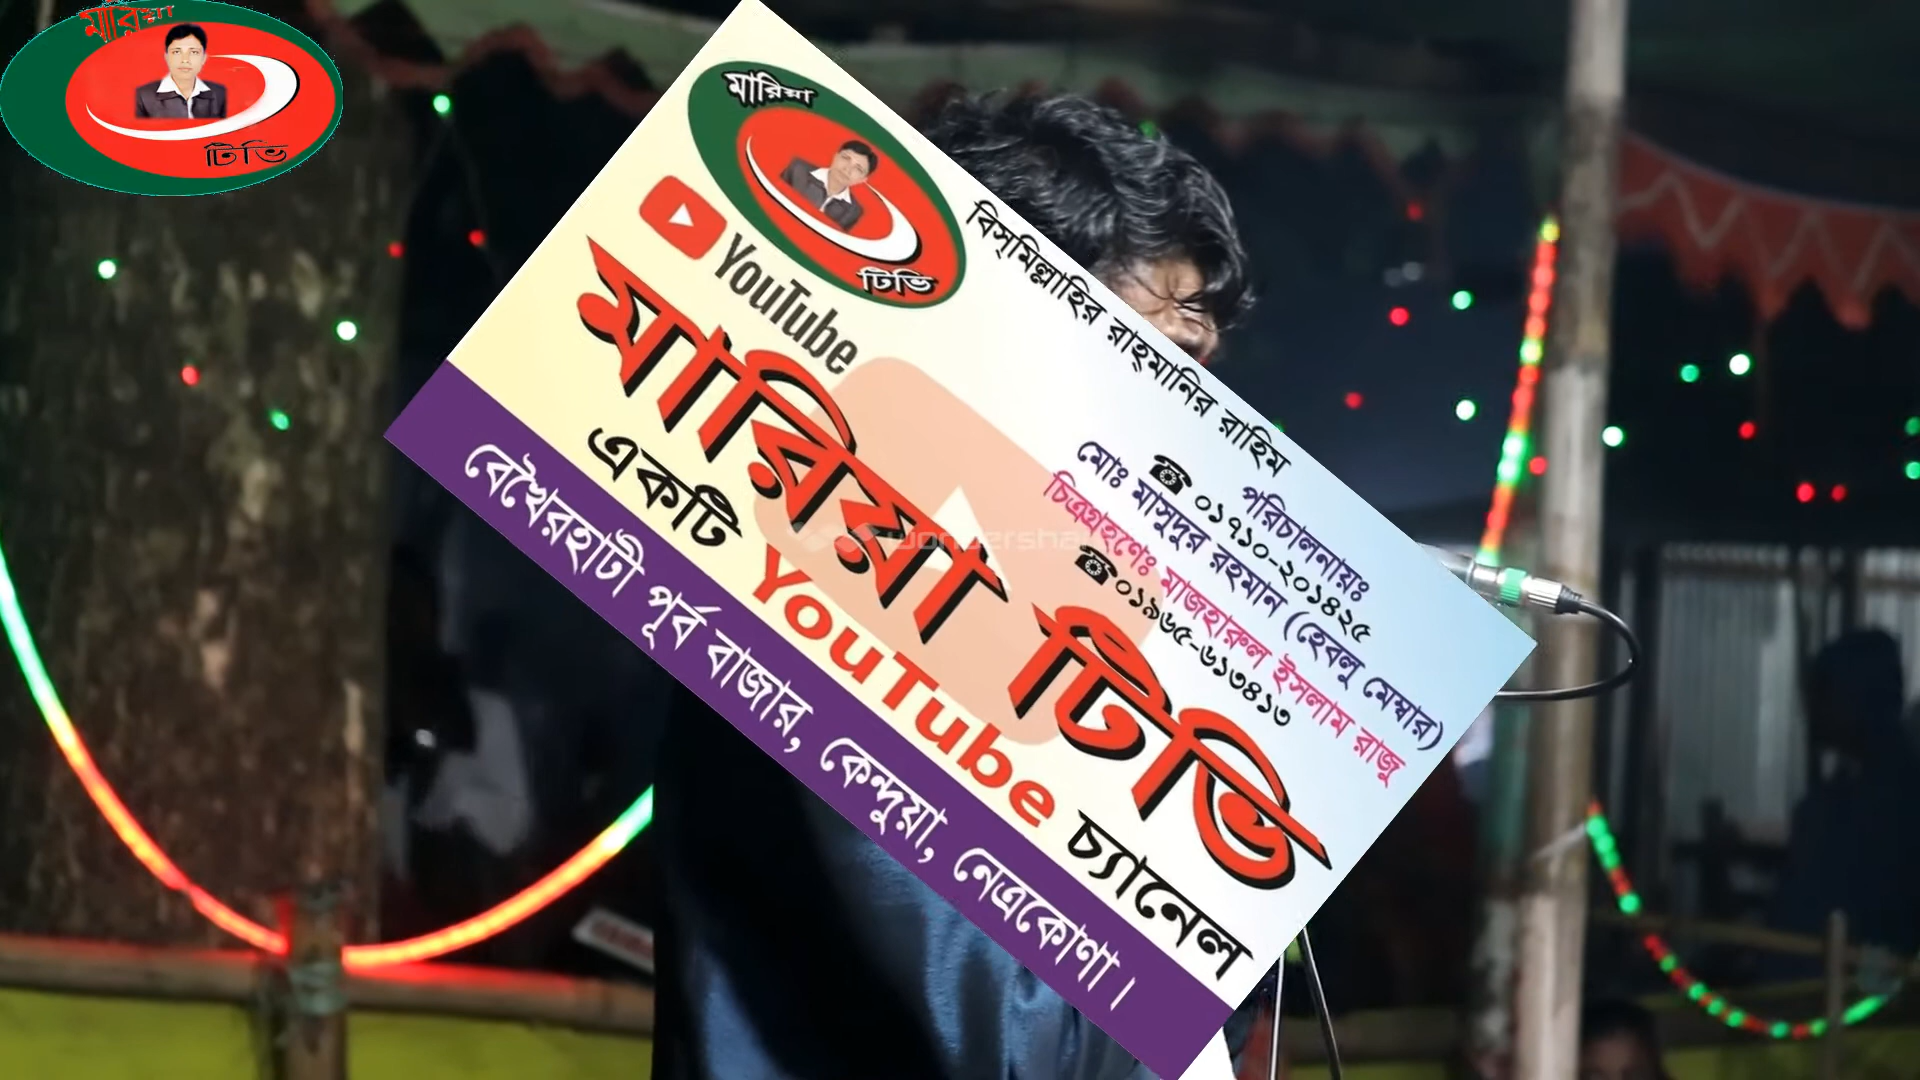 মারিয়া
টিভি
মারিয়া
টিভি
YouTube
বিস্‌মিল্লাহির রাহ্‌মানির রাহিম
পরিচালনায়ঃ
☎ ০১৭১০-২০১৪২৫
মোঃ মাসুদুর রহমান (হেবলু মেম্বার)
চিত্রগ্রহণেঃ মাজহারুল ইসলাম রাজু
☎০১৯৬৫-৬১৩৪১৩
মারিয়া টিভি
একটি YouTube চ্যানেল
বেখৈরহাটী পূর্ব বাজার, কেন্দুয়া, নেত্রকোণা।